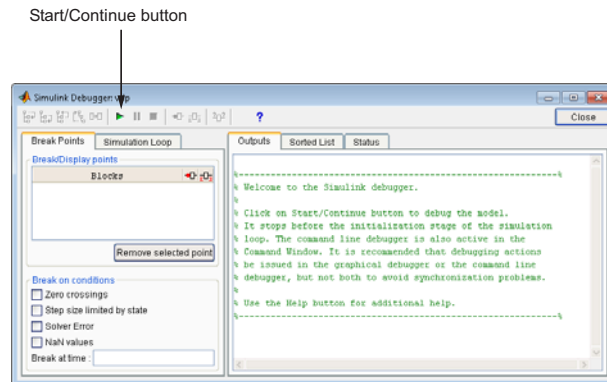 Start/Continue button
Simulink Debugger: vdp
?
Close
Break Points Simulation Loop
Outputs Sorted List Status
Break/Display points
Blocks
Remove selected point
Break on conditions
Zero crossings
Step size limited by state
Solver Error
NaN values
Break at time :
%----------------------------------------------------------------%
% Welcome to the Simulink debugger.
%
% Click on Start/Continue button to debug the model.
% It stops before the initialization stage of the simulation
% loop. The command line debugger is also active in the
% Command Window. It is recommended that debugging actions
% be issued in the graphical debugger or the command line
% debugger, but not both to avoid synchronization problems.
%
% Use the Help button for additional help.
%----------------------------------------------------------------%